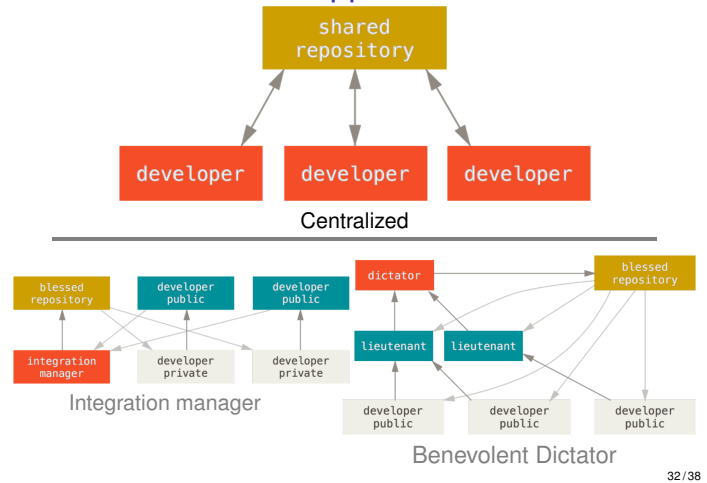 shared
repository
developer
developer
developer
Centralized
blessed
repository
developer
public
developer
public
integration
manager
developer
private
developer
private
Integration manager
dictator
blessed
repository
lieutenant
lieutenant
developer
public
developer
public
developer
public
Benevolent Dictator
32/38